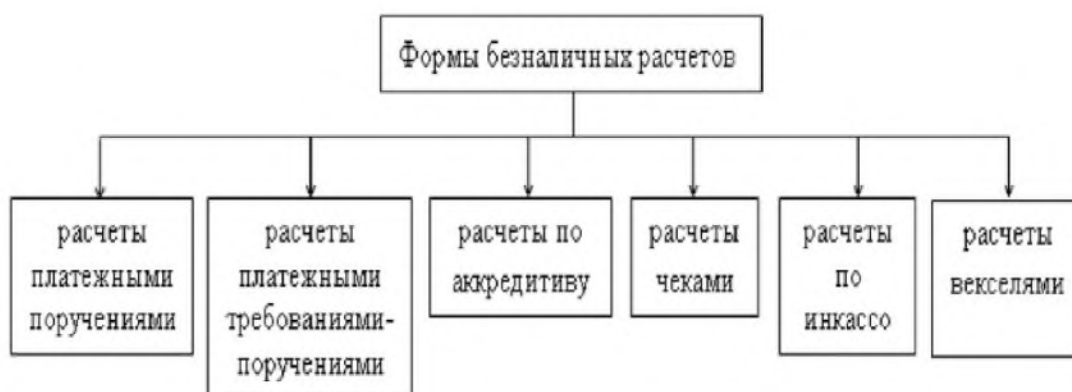 Формы безналичных расчетов
расчеты
платежными
поручениями
расчеты
платежными
требованиями-
поручениями
расчеты по
аккредитиву
расчеты
чеками
расчеты
по
инкассо
расчеты
векселями